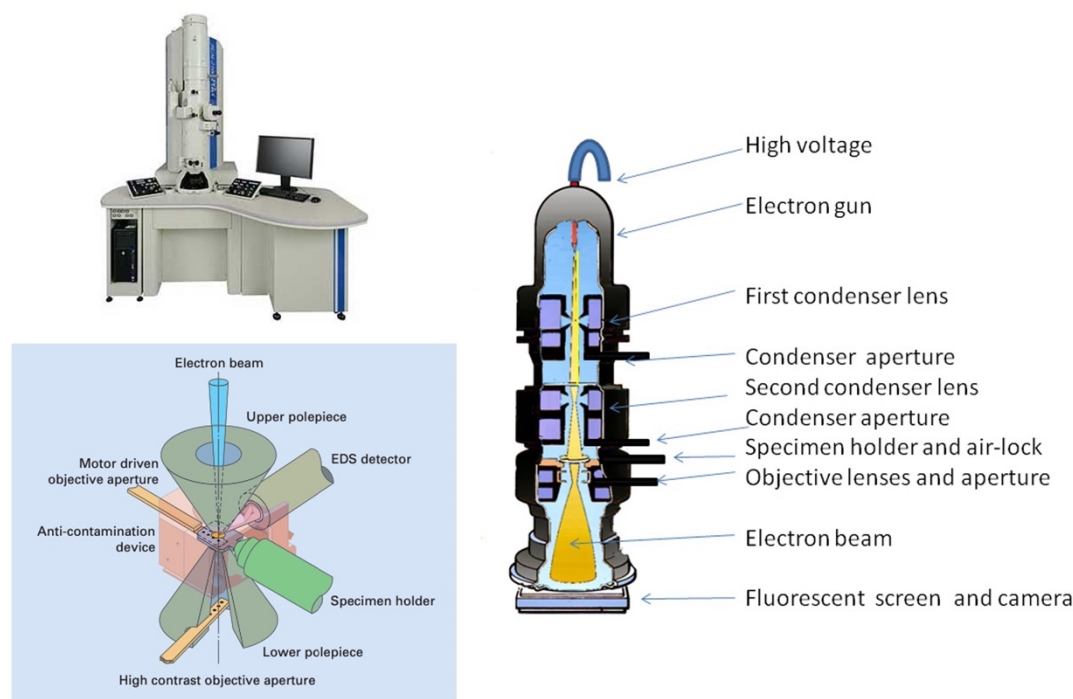 High voltage
Electron gun
First condenser lens
Condenser aperture
Second condenser lens
Condenser aperture
Specimen holder and air-lock
Objective lenses and aperture
Electron beam
Fluorescent screen and camera
Electron beam
Upper polepiece
Motor driven
objective aperture
EDS detector
Anti-contamination
device
Specimen holder
Lower polepiece
High contrast objective aperture